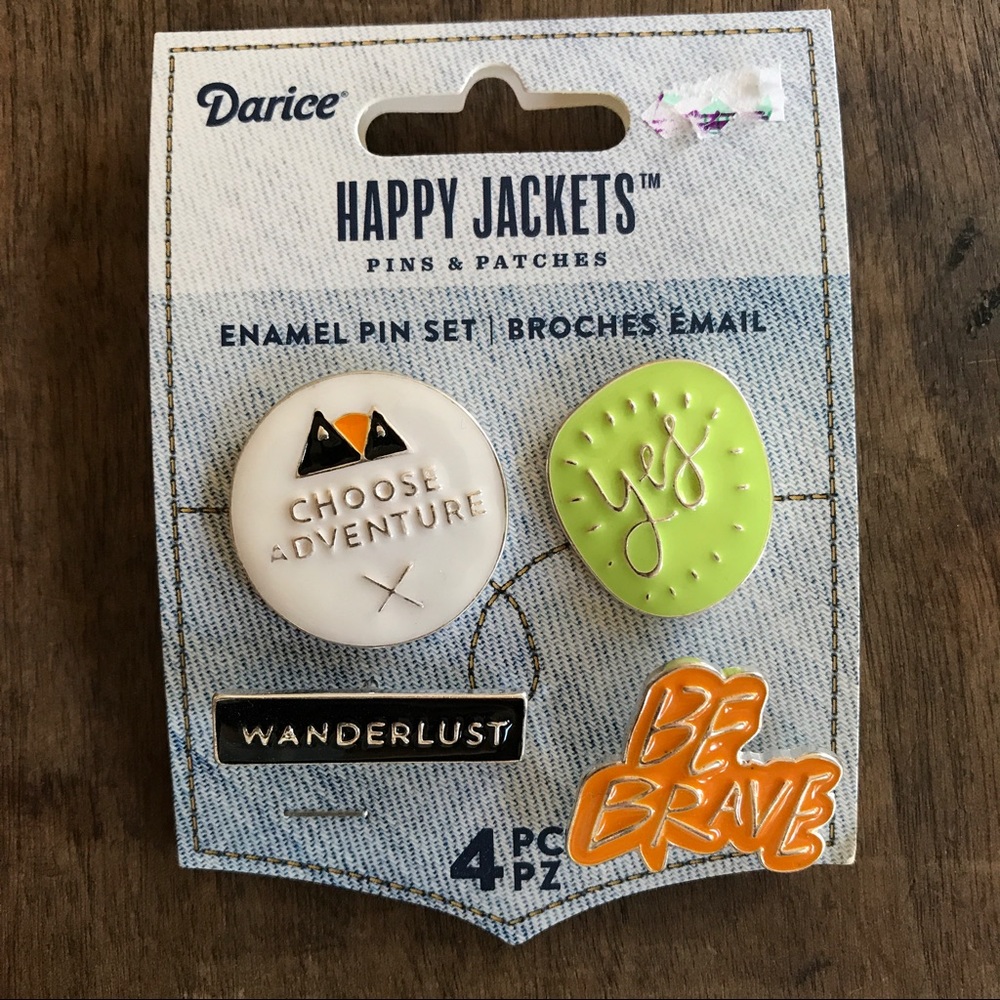 Darice®
HAPPY JACKETS™
PINS & PATCHES
ENAMEL PIN SET | BROCHES ÉMAIL
CHOOSE
ADVENTURE
yes
WANDERLUST
BE
BRAVE
4 PC
PZ